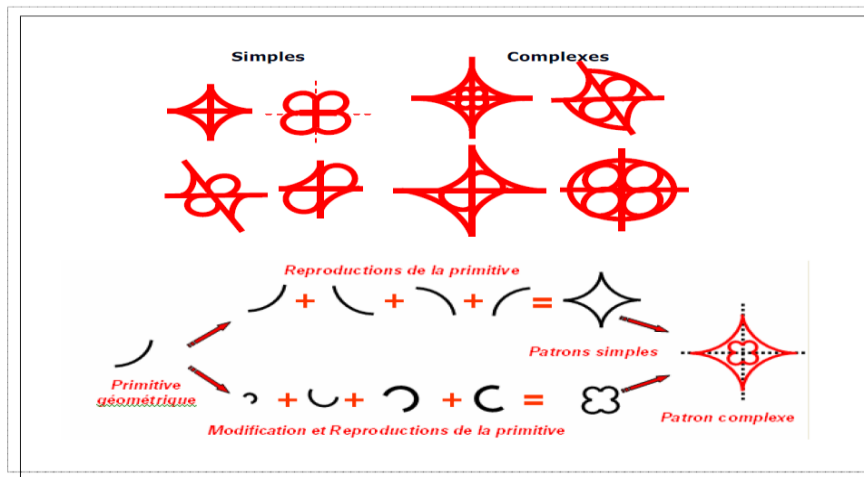 Simples
Complexes
Reproductions de la primitive
Patrons simples
Primitive
géométrique
Modification et Reproductions de la primitive
Patron complexe